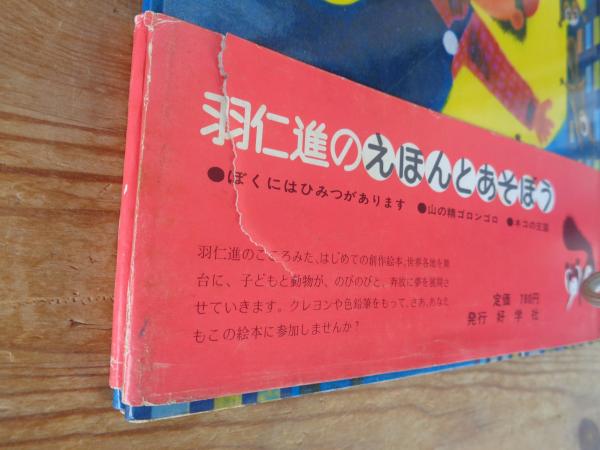 羽仁進のえほんとあそぼう
●ぼくにはひみつがあります ●山の精ゴロンゴロ ●ネコの王国
羽仁進のこころみた、はじめての創作絵本。世界各地を舞
台に、子どもと動物が、のびのびと、奔放に夢を展開さ
せていきます。クレヨンや色鉛筆をもって、さあ、あなた
もこの絵本に参加しませんか？
定価 780円
発行 好学社